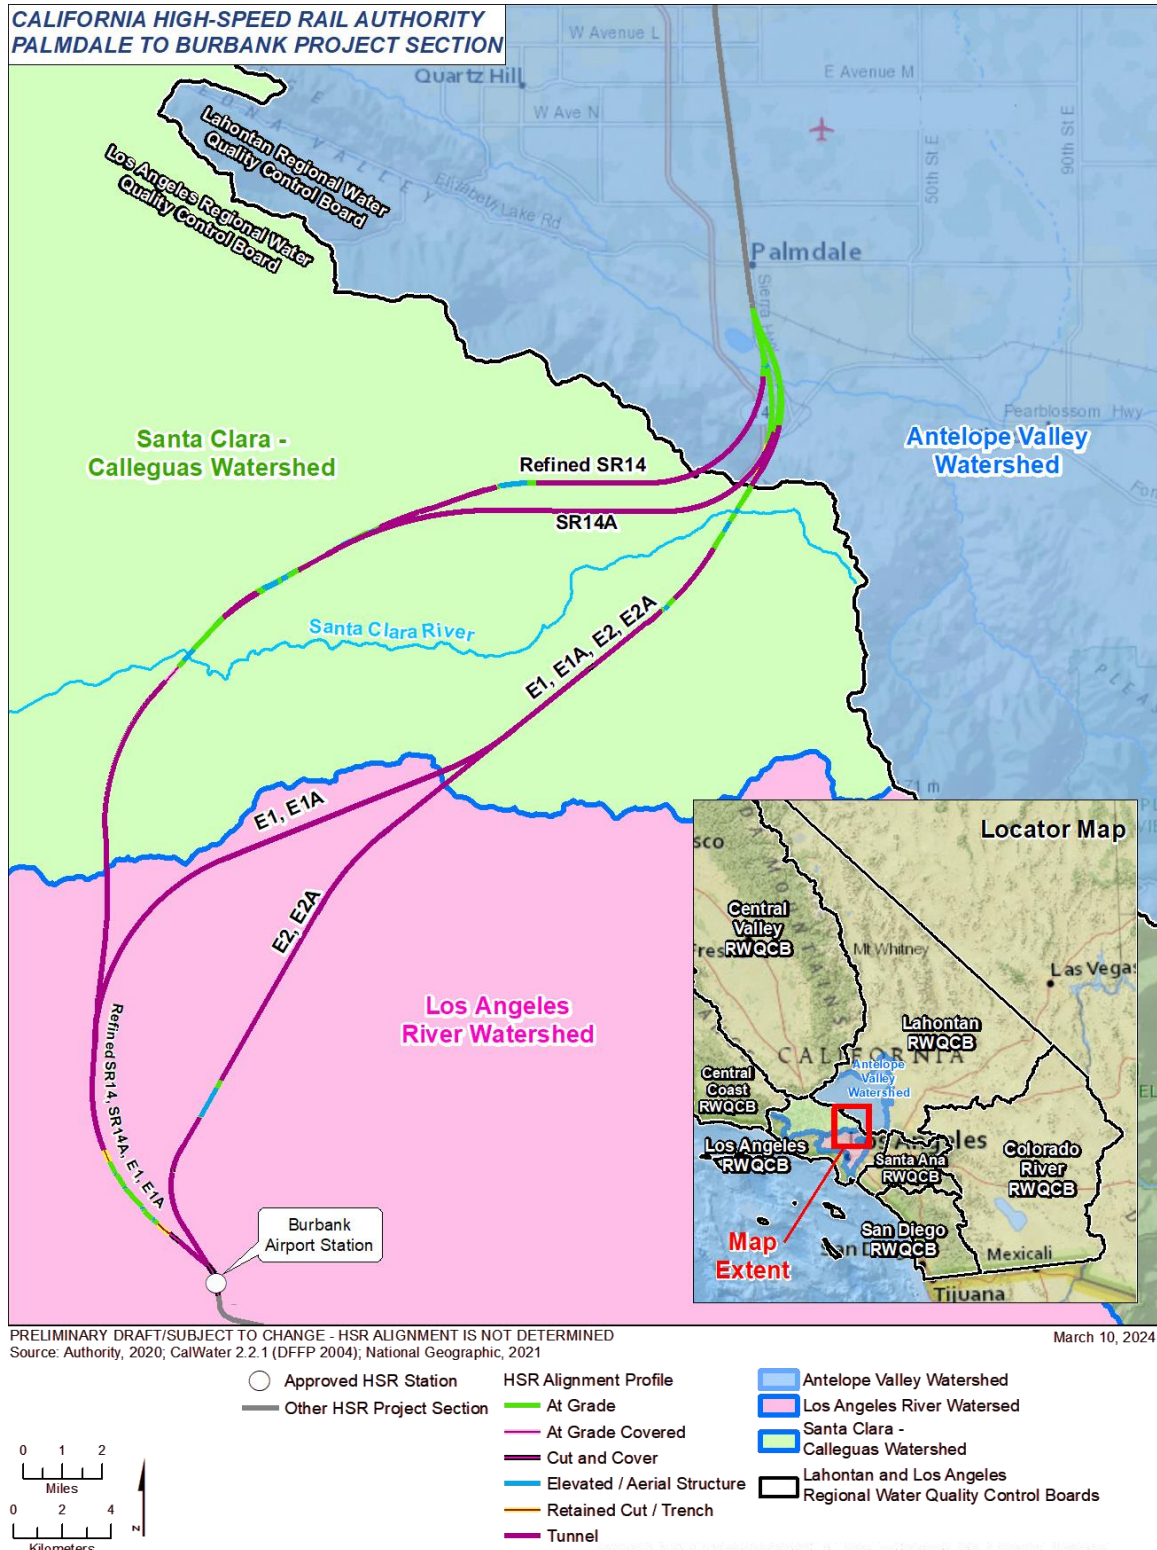 CALIFORNIA HIGH-SPEED RAIL AUTHORITY
PALMDALE TO BURBANK PROJECT SECTION
W Avenue L
Quartz Hill
E Avenue M
W Ave N
50th St E
90th St E
Lahontan Regional Water
Quality Control Board
Los Angeles Regional Water
Quality Control Board
Elizabeth Lake Rd
Palmdale
Sierra Hwy
14
Fearblossom Hwy
Santa Clara -
Calleguas Watershed
Antelope Valley
Watershed
Refined SR14
SR14A
Santa Clara River
E1, E1A, E2, E2A
E1, E1A
E2, E2A
Los Angeles
River Watershed
Refined SR14, SR14A, E1, E1A
Burbank
Airport Station
Locator Map
sco
Central
Valley
RWQCB
Mt Whitney
Las Vegas
Lahontan
RWQCB
CALIFORNIA
Antelope
Valley
Watershed
Central
Coast
RWQCB
Los Angeles
RWQCB
Los Angeles
Santa Ana
RWQCB
Colorado
River
RWQCB
San Diego
RWQCB
Map
Extent
Mexicali
Tijuana
PRELIMINARY DRAFT/SUBJECT TO CHANGE - HSR ALIGNMENT IS NOT DETERMINED
March 10, 2024
Source: Authority, 2020; CalWater 2.2.1 (DFFP 2004); National Geographic, 2021
Approved HSR Station
Other HSR Project Section
HSR Alignment Profile
At Grade
At Grade Covered
Cut and Cover
Elevated / Aerial Structure
Retained Cut / Trench
Tunnel
Antelope Valley Watershed
Los Angeles River Watersed
Santa Clara -
Calleguas Watershed
Lahontan and Los Angeles
Regional Water Quality Control Boards
0 1 2
Miles
0 2 4
Kilometers
N